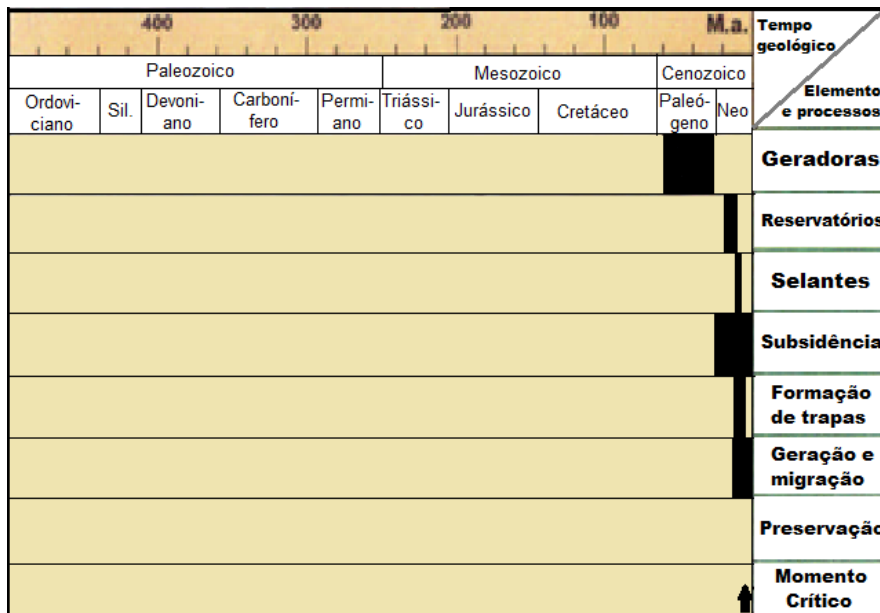 400
300
200
100
M.a.
Tempo
geológico
Elemento
e processos
Paleozoico
Mesozoico
Cenozoico
Ordovi-
ciano
Sil.
Devoni-
ano
Carboní-
fero
Permi-
ano
Triássi-
co
Jurássico
Cretáceo
Paleó-
geno
Neo
Geradoras
Reservatórios
Selantes
Subsidência
Formação
de trapas
Geração e
migração
Preservação
Momento
Crítico